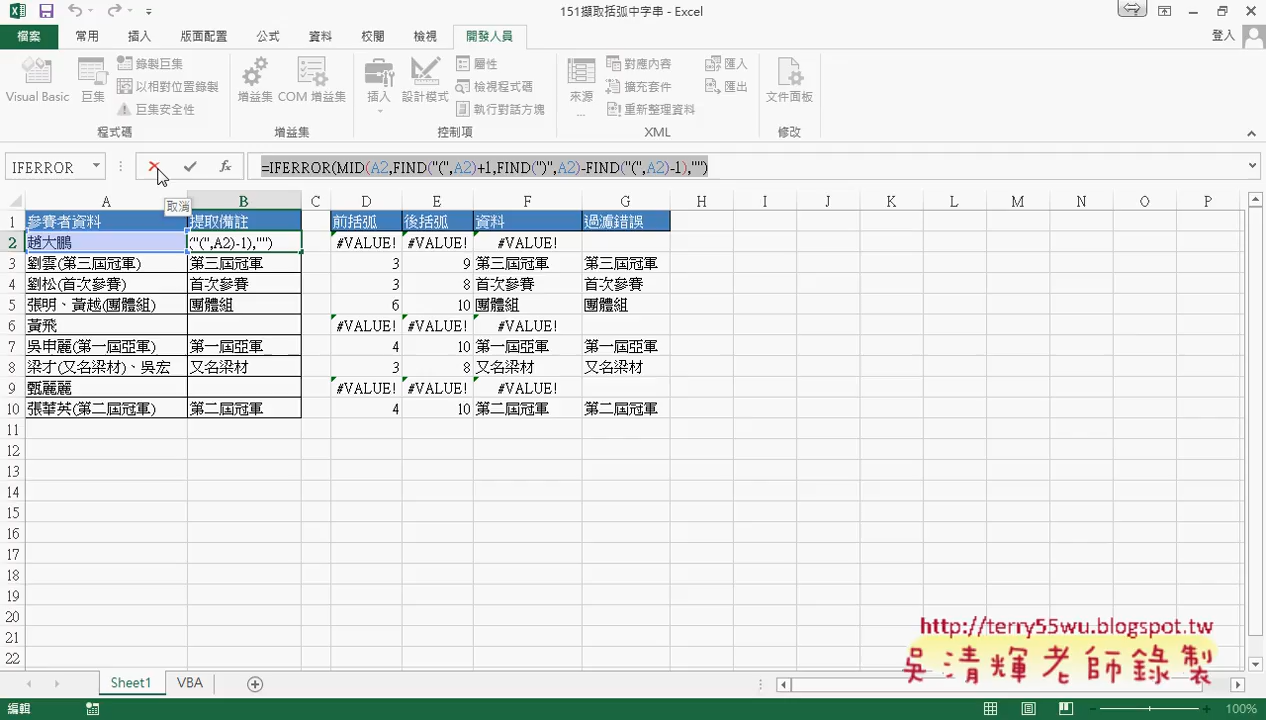 151擷取括弧中字串 - Excel
檔案 常用 插入 版面配置 公式 資料 校閱 檢視 開發人員 登入
Visual Basic 巨集 錄製巨集 以相對位置錄製 巨集安全性 程式碼
增益集 COM 增益集 增益集
插入 設計模式 屬性 檢視程式碼 執行對話方塊 控制項
來源 ... 對應內容 擴充套件 重新整理資料 匯入 匯出 XML
文件面板 修改
IFERROR fx =IFERROR(MID(A2,FIND("(",A2)+1,FIND(")",A2)-FIND("(",A2)-1),"")
取消
A B C D E F G H I J K L M N O P
1 參賽者資料 提取備註 前括弧 後括弧 資料 過濾錯誤
2 趙大鵬 ("(",A2)-1),"") #VALUE! #VALUE! #VALUE!
3 劉雲(第三屆冠軍) 第三屆冠軍 3 9 第三屆冠軍 第三屆冠軍
4 劉松(首次參賽) 首次參賽 3 8 首次參賽 首次參賽
5 張明、黃越(團體組) 團體組 6 10 團體組 團體組
6 黃飛 #VALUE! #VALUE! #VALUE!
7 吳申麗(第一屆亞軍) 第一屆亞軍 4 10 第一屆亞軍 第一屆亞軍
8 梁才(又名梁材)、吳宏 又名梁材 3 8 又名梁材 又名梁材
9 甄麗麗 #VALUE! #VALUE! #VALUE!
10 張華英(第二屆冠軍) 第二屆冠軍 4 10 第二屆冠軍 第二屆冠軍
11
12
13
14
15
16
17
18
19
20
21
22
http://terry55wu.blogspot.tw
吳清輝老師錄製
Sheet1 VBA
編輯 100%